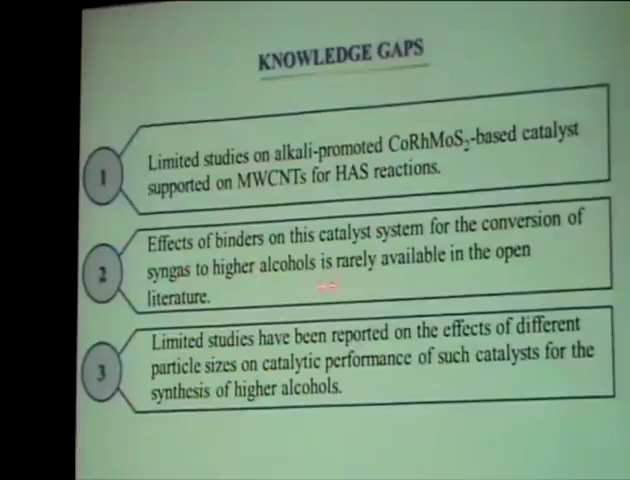 KNOWLEDGE GAPS
1
Limited studies on alkali-promoted CoRhMoS₂-based catalyst
supported on MWCNTs for HAS reactions.
2
Effects of binders on this catalyst system for the conversion of
syngas to higher alcohols is rarely available in the open
literature.
3
Limited studies have been reported on the effects of different
particle sizes on catalytic performance of such catalysts for the
synthesis of higher alcohols.